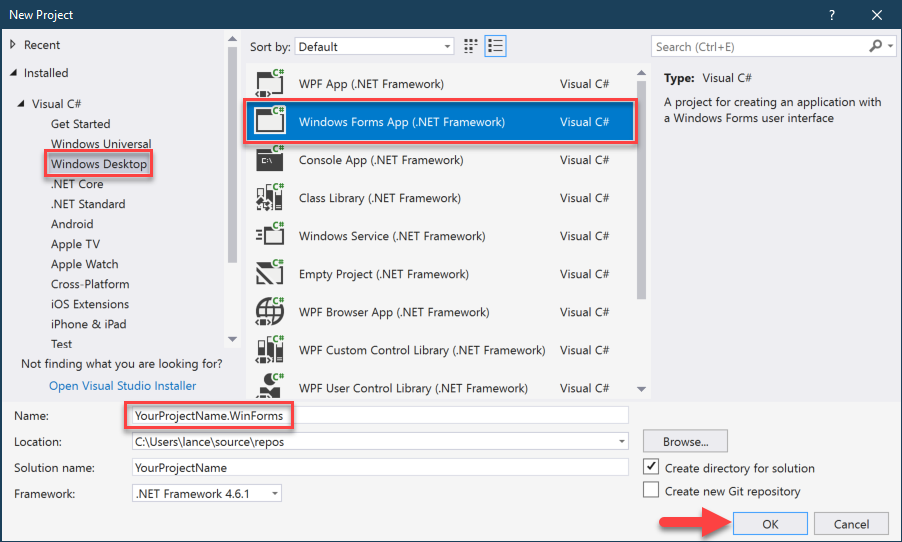 New Project
?
Recent
Installed
Visual C#
Get Started
Windows Universal
Windows Desktop
.NET Core
.NET Standard
Android
Apple TV
Apple Watch
Cross-Platform
iOS Extensions
iPhone & iPad
Test
Not finding what you are looking for?
Open Visual Studio Installer
Sort by: Default
C# WPF App (.NET Framework) Visual C#
C# Windows Forms App (.NET Framework) Visual C#
C# Console App (.NET Framework) Visual C#
C# Class Library (.NET Framework) Visual C#
C# Windows Service (.NET Framework) Visual C#
C# Empty Project (.NET Framework) Visual C#
C# WPF Browser App (.NET Framework) Visual C#
C# WPF Custom Control Library (.NET Framework) Visual C#
C# WPF User Control Library (.NET Framework) Visual C#
Search (Ctrl+E)
Type: Visual C#
A project for creating an application with
a Windows Forms user interface
Name: YourProjectName.WinForms
Location: C:\Users\lance\source\repos
Browse...
Solution name: YourProjectName
Create directory for solution
Framework: .NET Framework 4.6.1
Create new Git repository
OK
Cancel